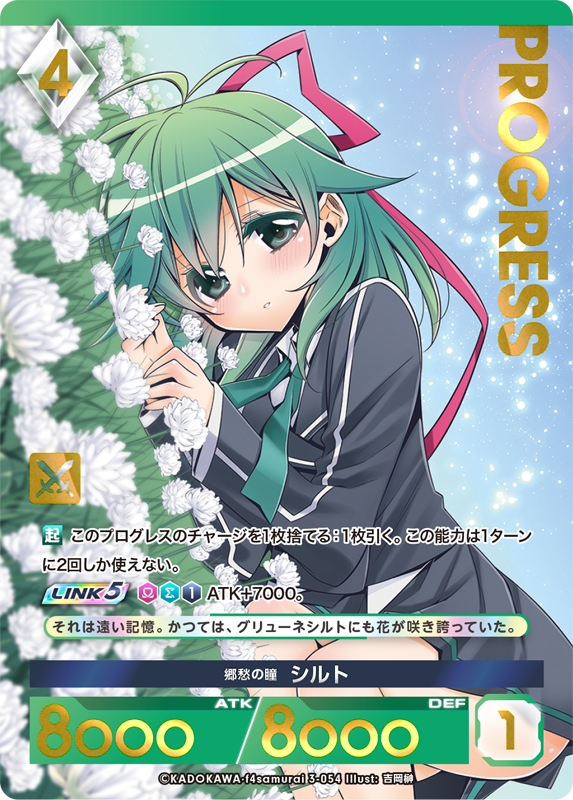 4
PROGRESS
起 このプログレスのチャージを1枚捨てる：1枚引く。この能力は1ターン
に2回しか使えない。
LINK 5 Ω Σ 1 ATK+7000。
それは遠い記憶。かつては、グリューネシルトにも花が咲き誇っていた。
郷愁の瞳 シルト
ATK DEF
8000 8000 1
©KADOKAWA-f4samurai 3-054 Illust: 吉岡榊